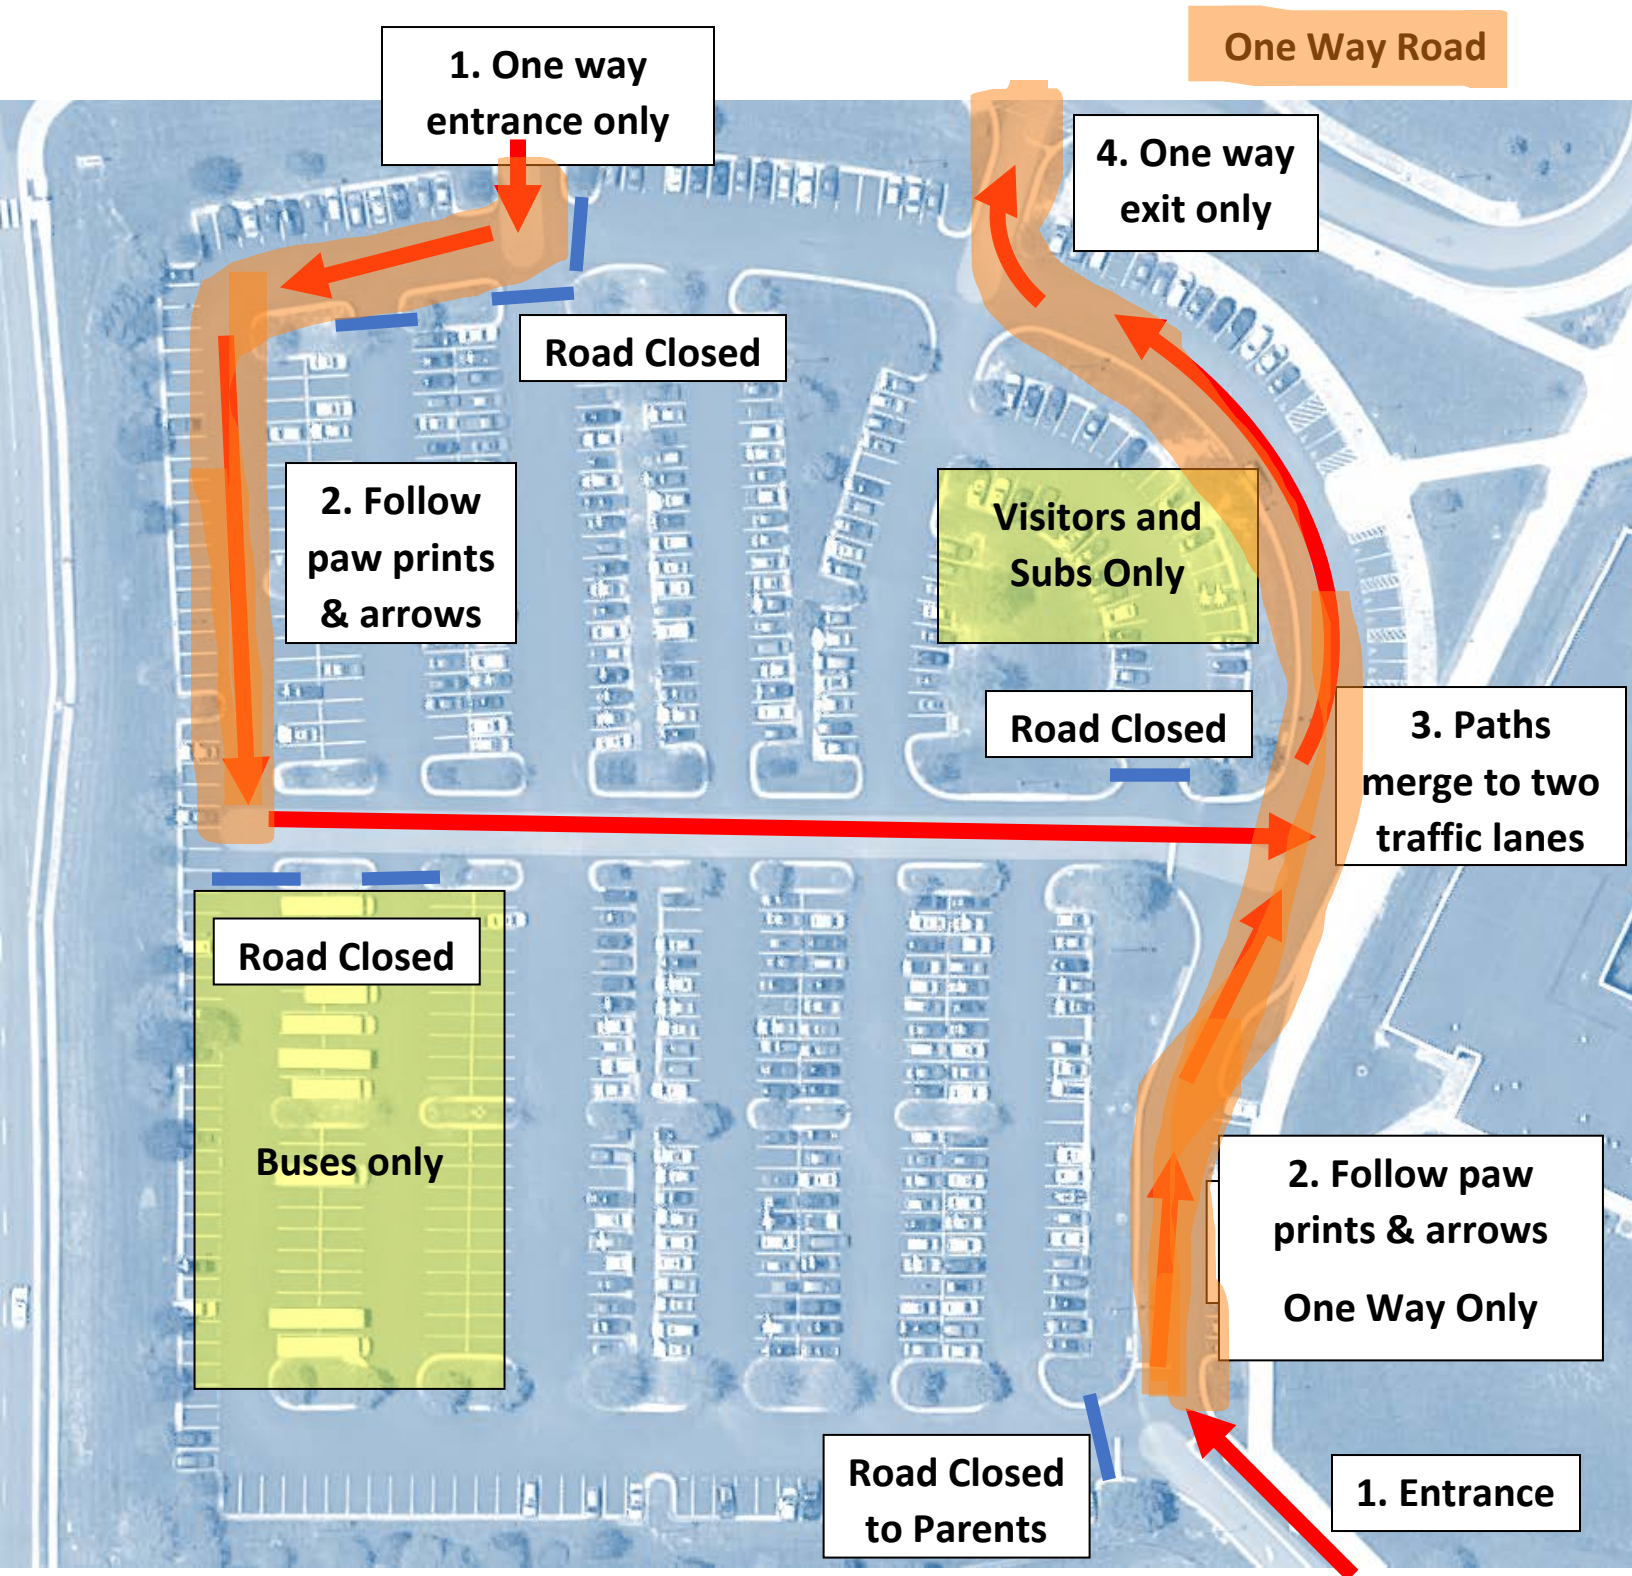 One Way Road
1. One way
entrance only
4. One way
exit only
Road Closed
2. Follow
paw prints
& arrows
Visitors and
Subs Only
Road Closed
3. Paths
merge to two
traffic lanes
Road Closed
Buses only
2. Follow paw
prints & arrows
One Way Only
Road Closed
to Parents
1. Entrance